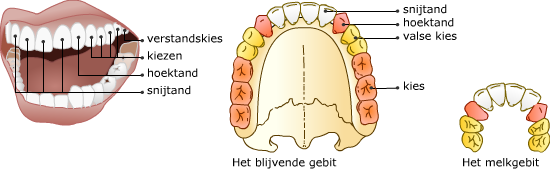 verstandskies
kiezen
hoektand
snijtand
snijtand
hoektand
valse kies
kies
Het blijvende gebit
Het melkgebit